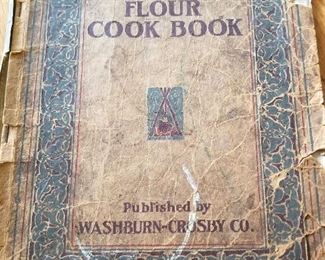 FLOUR
COOK BOOK
Published by
WASHBURN-CROSBY CO.